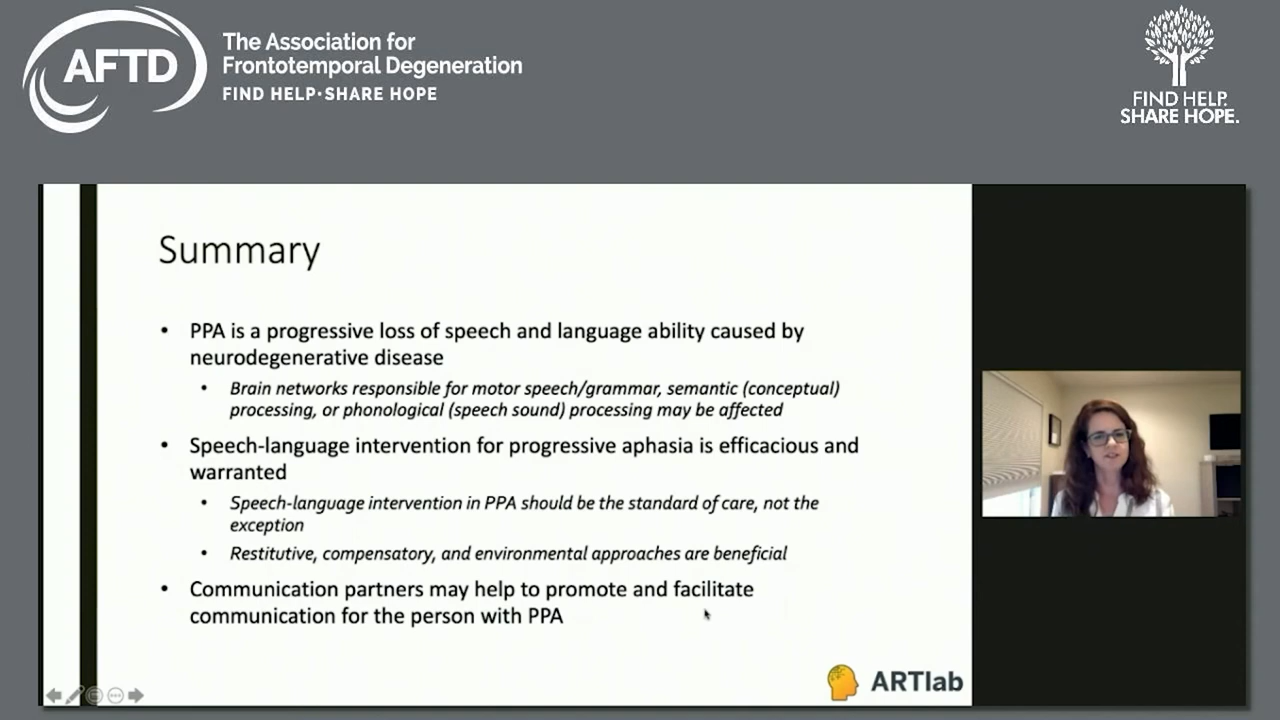 AFTD
The Association for
Frontotemporal Degeneration
FIND HELP•SHARE HOPE
FIND HELP.
SHARE HOPE.
Summary
• PPA is a progressive loss of speech and language ability caused by
neurodegenerative disease
• Brain networks responsible for motor speech/grammar, semantic (conceptual)
processing, or phonological (speech sound) processing may be affected
• Speech-language intervention for progressive aphasia is efficacious and
warranted
• Speech-language intervention in PPA should be the standard of care, not the
exception
• Restitutive, compensatory, and environmental approaches are beneficial
• Communication partners may help to promote and facilitate
communication for the person with PPA
ARTlab